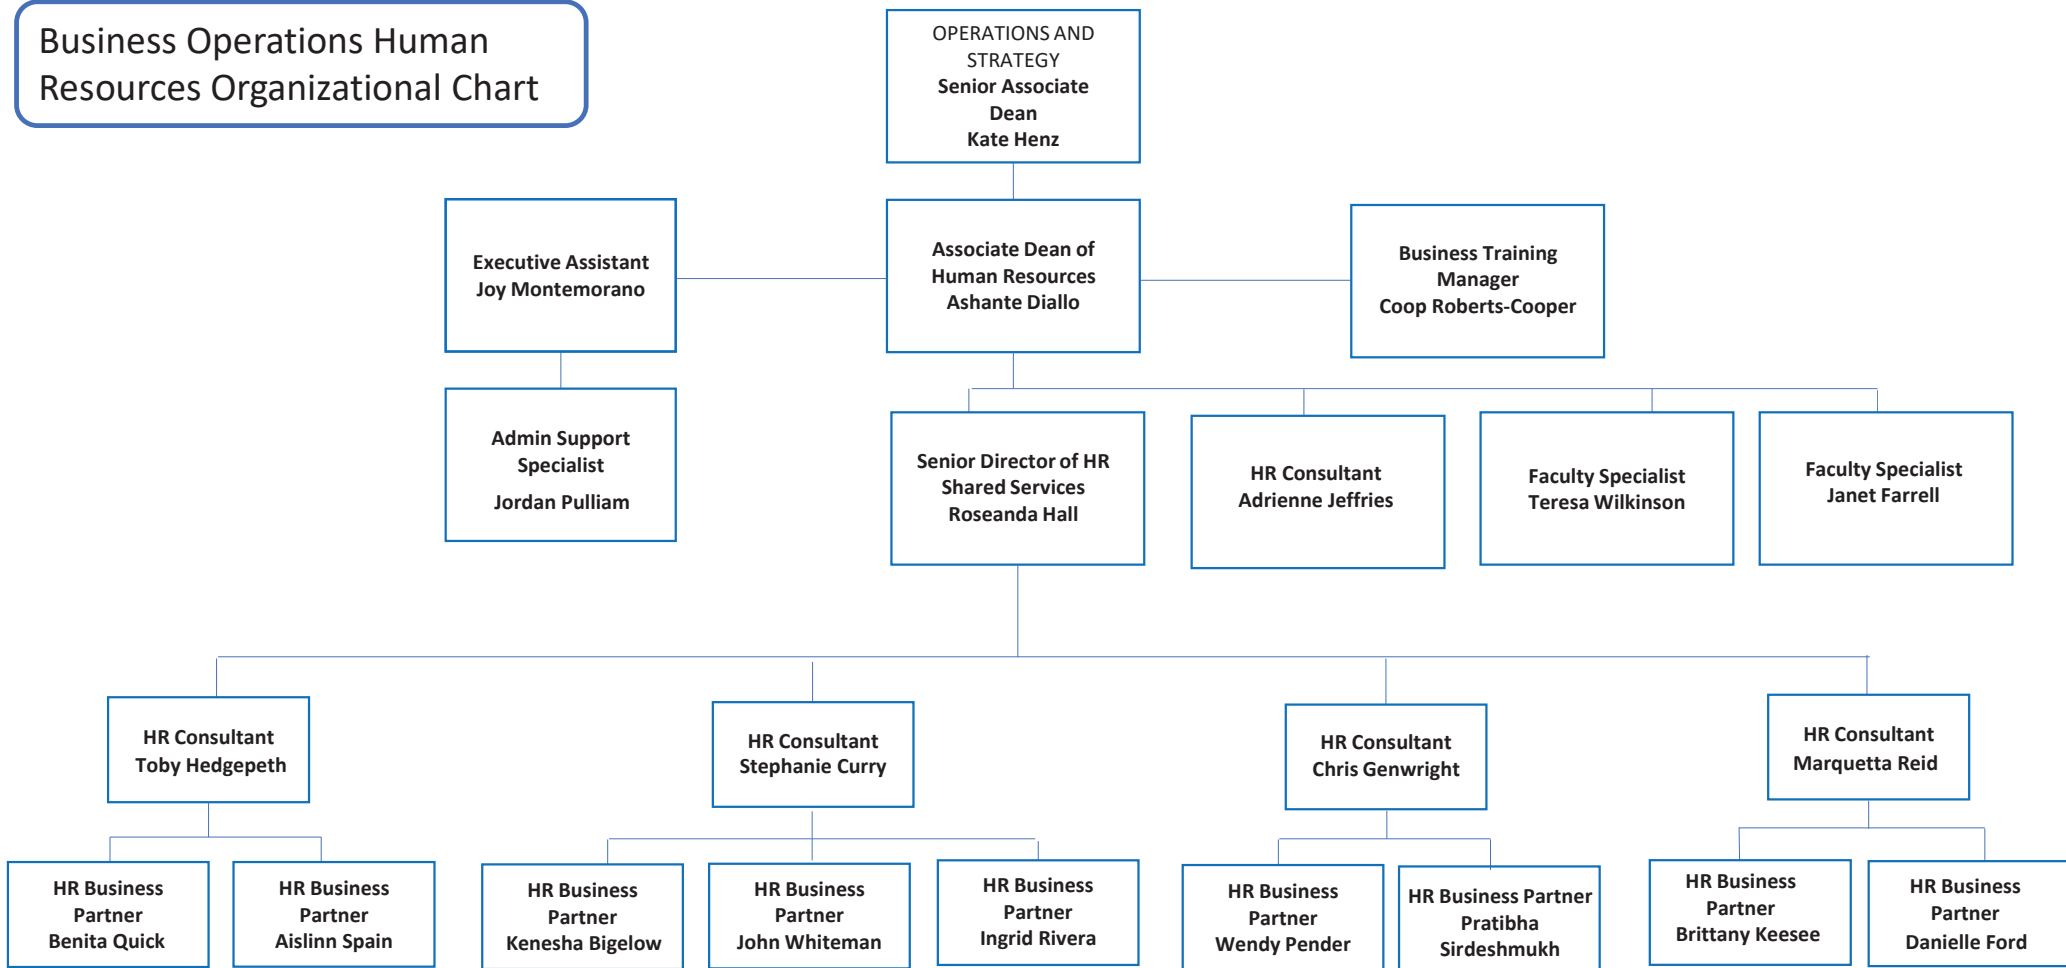 Business Operations Human
Resources Organizational Chart
OPERATIONS AND
STRATEGY
Senior Associate
Dean
Kate Henz
Executive Assistant
Joy Montemorano
Associate Dean of
Human Resources
Ashante Diallo
Business Training
Manager
Coop Roberts-Cooper
Admin Support
Specialist
Jordan Pulliam
Senior Director of HR
Shared Services
Roseanda Hall
HR Consultant
Adrienne Jeffries
Faculty Specialist
Teresa Wilkinson
Faculty Specialist
Janet Farrell
HR Consultant
Toby Hedgepeth
HR Consultant
Stephanie Curry
HR Consultant
Chris Genwright
HR Consultant
Marquetta Reid
HR Business
Partner
Benita Quick
HR Business
Partner
Aislinn Spain
HR Business
Partner
Kenesha Bigelow
HR Business
Partner
John Whiteman
HR Business
Partner
Ingrid Rivera
HR Business
Partner
Wendy Pender
HR Business Partner
Pratibha
Sirdeshmukh
HR Business
Partner
Brittany Keesee
HR Business
Partner
Danielle Ford